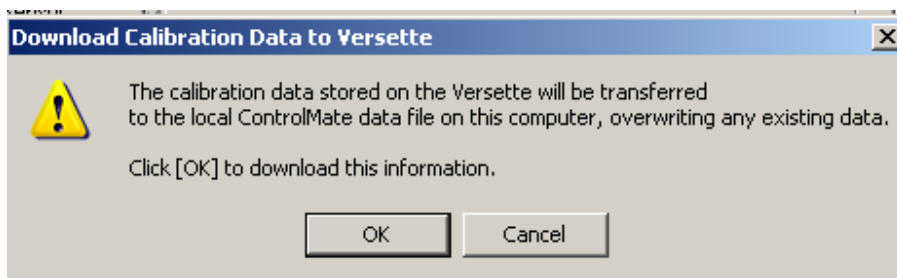 Download Calibration Data to Versette
The calibration data stored on the Versette will be transferred
to the local ControlMate data file on this computer, overwriting any existing data.
Click [OK] to download this information.
OK
Cancel